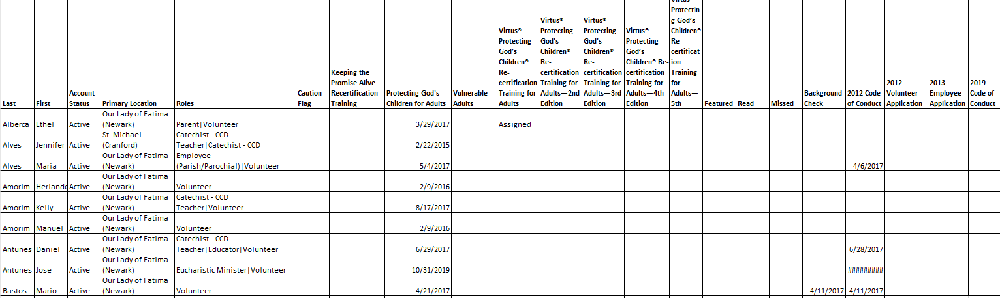 Last First Account Status Primary Location Roles Caution Flag Keeping the Promise Alive Recertification Training Protecting God's Children for Adults Vulnerable Adults Virtus® Protecting God's Children® Re-certification Training for Adults Virtus® Protecting God's Children® Re-certification Training for Adults—2nd Edition Virtus® Protecting God's Children® Re-certification Training for Adults—3rd Edition Virtus® Protecting God's Children® Re-certification Training for Adults—4th Edition Virtus® Protecting God's Children® Re-certification Training for Adults—5th Featured Read Missed Background Check 2012 Code of Conduct 2012 Volunteer Application 2013 Employee Application 2019 Code of Conduct
Alberca Ethel Active Our Lady of Fatima (Newark) Parent|Volunteer 3/29/2017 Assigned
Alves Jennifer Active St. Michael (Cranford) Catechist - CCD Teacher|Catechist - CCD 2/22/2015
Alves Maria Active Our Lady of Fatima (Newark) Employee (Parish/Parochial)|Volunteer 5/4/2017 4/6/2017
Amorim Herlande Active Our Lady of Fatima (Newark) Volunteer 2/9/2016
Amorim Kelly Active Our Lady of Fatima (Newark) Catechist - CCD Teacher|Volunteer 8/17/2017
Amorim Manuel Active Our Lady of Fatima (Newark) Volunteer 2/9/2016
Antunes Daniel Active Our Lady of Fatima (Newark) Catechist - CCD Teacher|Educator|Volunteer 6/29/2017 6/28/2017
Antunes Jose Active Our Lady of Fatima (Newark) Eucharistic Minister|Volunteer 10/31/2019 #########
Bastos Mario Active Our Lady of Fatima (Newark) Volunteer 4/21/2017 4/11/2017 4/11/2017